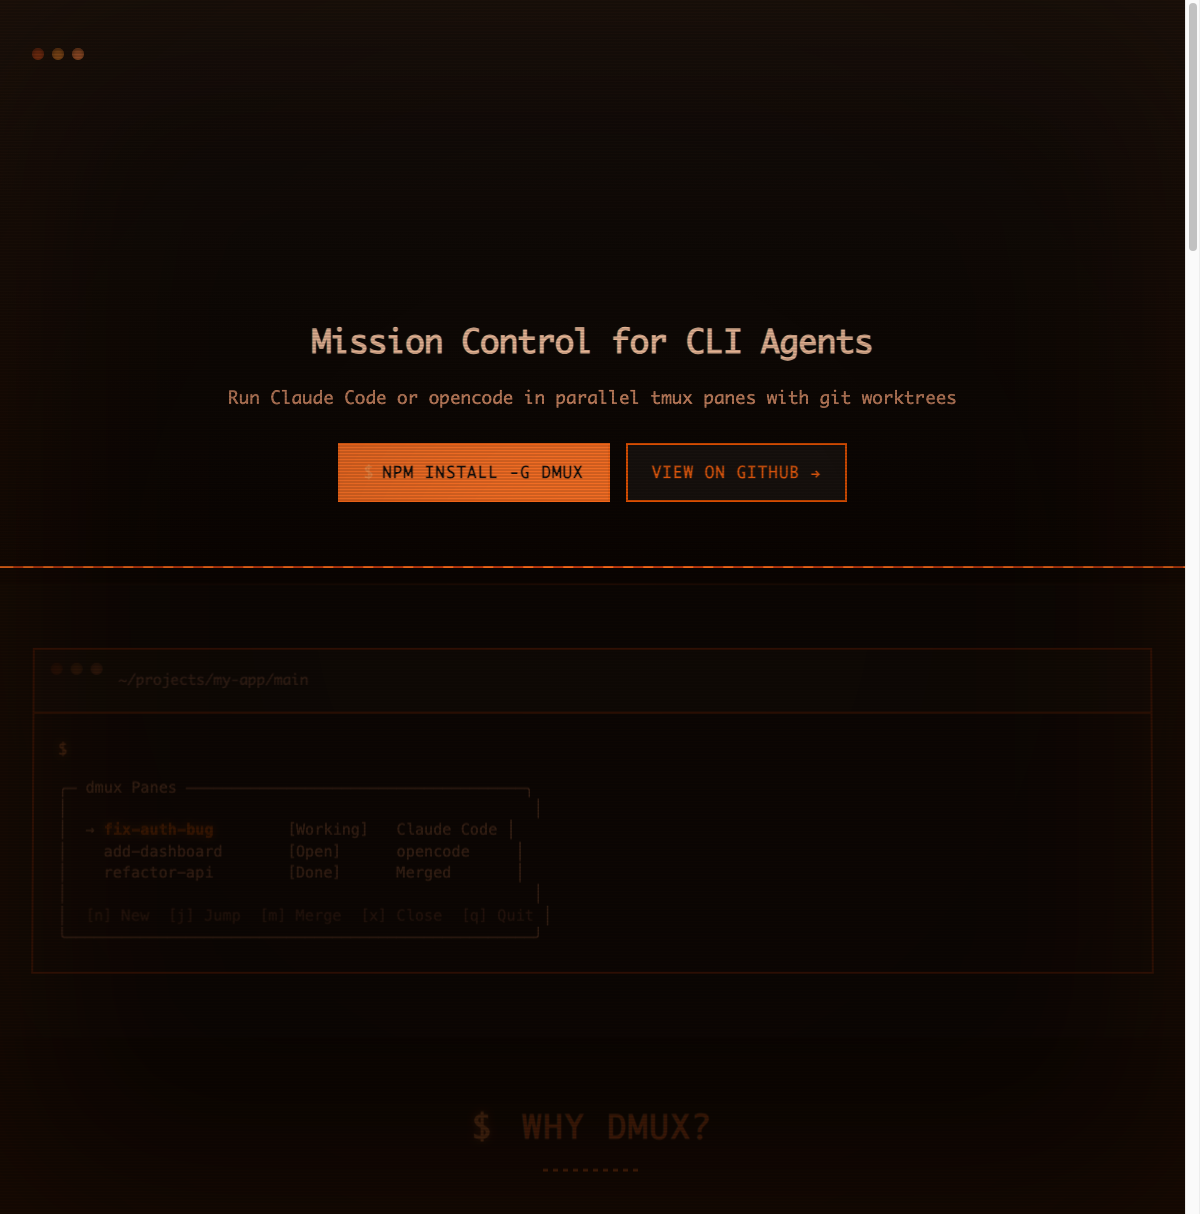 Mission Control for CLI Agents
Run Claude Code or opencode in parallel tmux panes with git worktrees
$ NPM INSTALL -G DMUX
VIEW ON GITHUB →
~/projects/my-app/main
$
dmux Panes
→ fix-auth-bug [Working] Claude Code
add-dashboard [Open] opencode
refactor-api [Done] Merged
[n] New [j] Jump [m] Merge [x] Close [q] Quit
$ WHY DMUX?